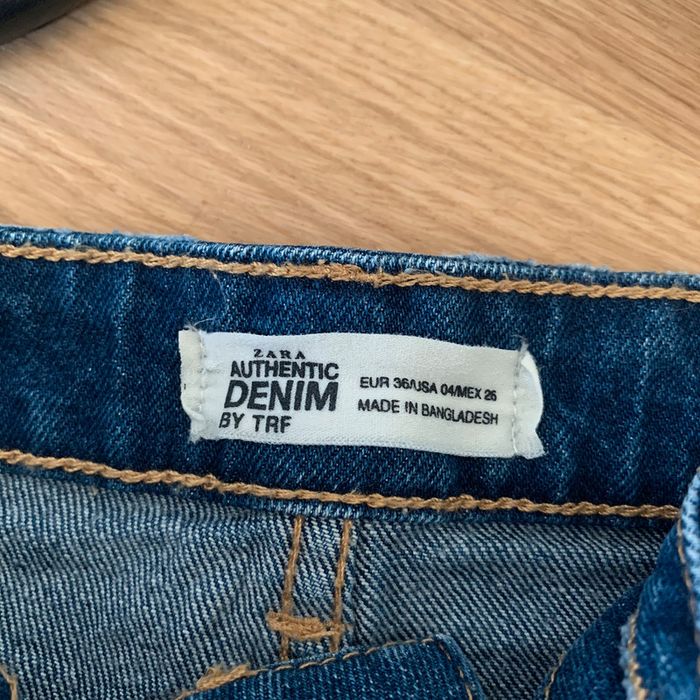 ZARA
AUTHENTIC
DENIM
BY TRF
EUR 36/USA 04/MEX 26
MADE IN BANGLADESH